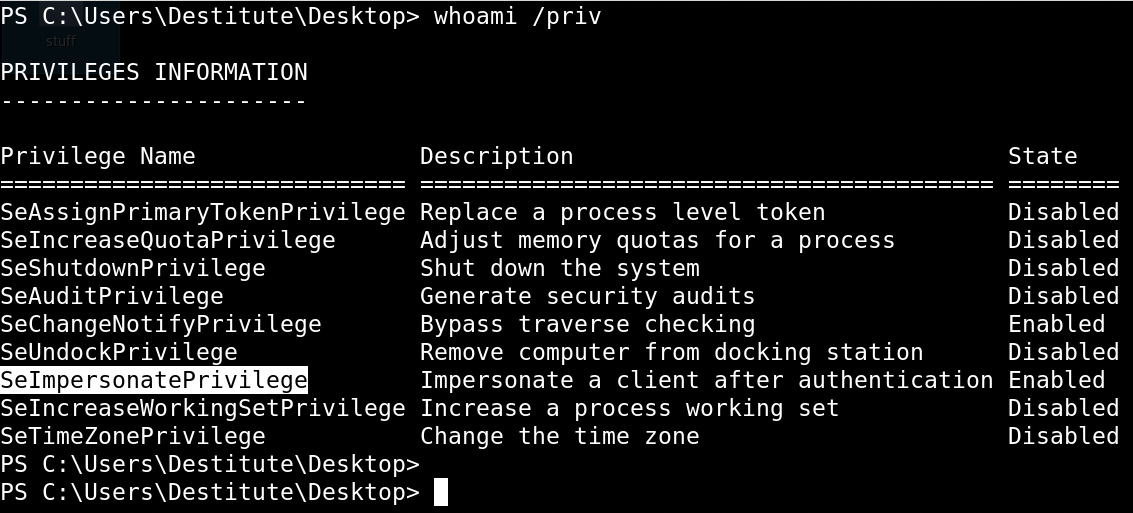 PS C:\Users\Destitute\Desktop> whoami /priv
stuff
PRIVILEGES INFORMATION
----------------------
Privilege Name                Description                               State
============================= ========================================= ========
SeAssignPrimaryTokenPrivilege Replace a process level token             Disabled
SeIncreaseQuotaPrivilege      Adjust memory quotas for a process        Disabled
SeShutdownPrivilege           Shut down the system                      Disabled
SeAuditPrivilege              Generate security audits                  Disabled
SeChangeNotifyPrivilege       Bypass traverse checking                  Enabled
SeUndockPrivilege             Remove computer from docking station      Disabled
SeImpersonatePrivilege        Impersonate a client after authentication Enabled
SeIncreaseWorkingSetPrivilege Increase a process working set            Disabled
SeTimeZonePrivilege           Change the time zone                      Disabled
PS C:\Users\Destitute\Desktop>
PS C:\Users\Destitute\Desktop>